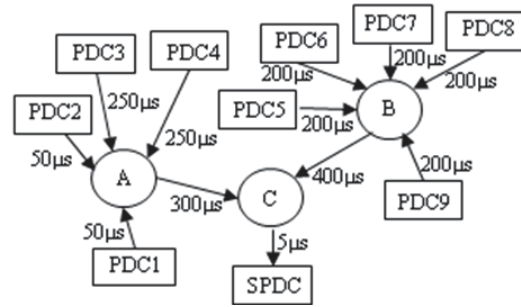 PDC7
PDC6
PDC8
PDC3
PDC4
200µs
200µs
200µs
PDC2
250µs
PDC5
B
50µs
250µs
200µs
A
200µs
400µs
300µs
C
PDC9
50µs
5µs
PDC1
SPDC